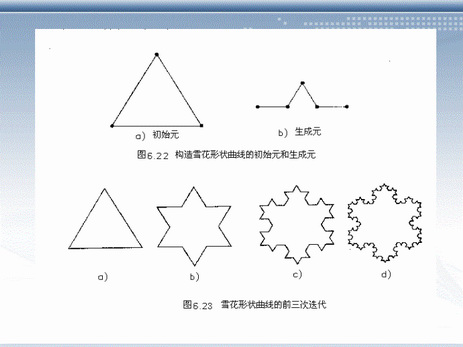 a) 初始元
b) 生成元
图6.22 构造雪花形状曲线的初始元和生成元
a)
b)
c)
d)
图6.23 雪花形状曲线的前三次迭代